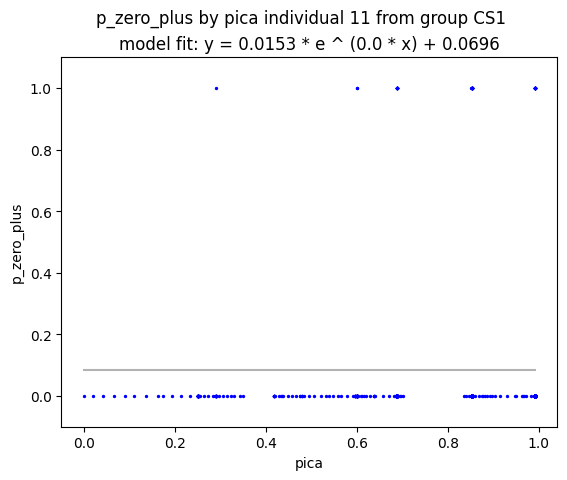 p_zero_plus by pica individual 11 from group CS1
model fit: y = 0.0153 * e ^ (0.0 * x) + 0.0696
1.0
0.8
0.6
0.4
0.2
0.0
p_zero_plus
0.0 0.2 0.4 0.6 0.8 1.0
pica